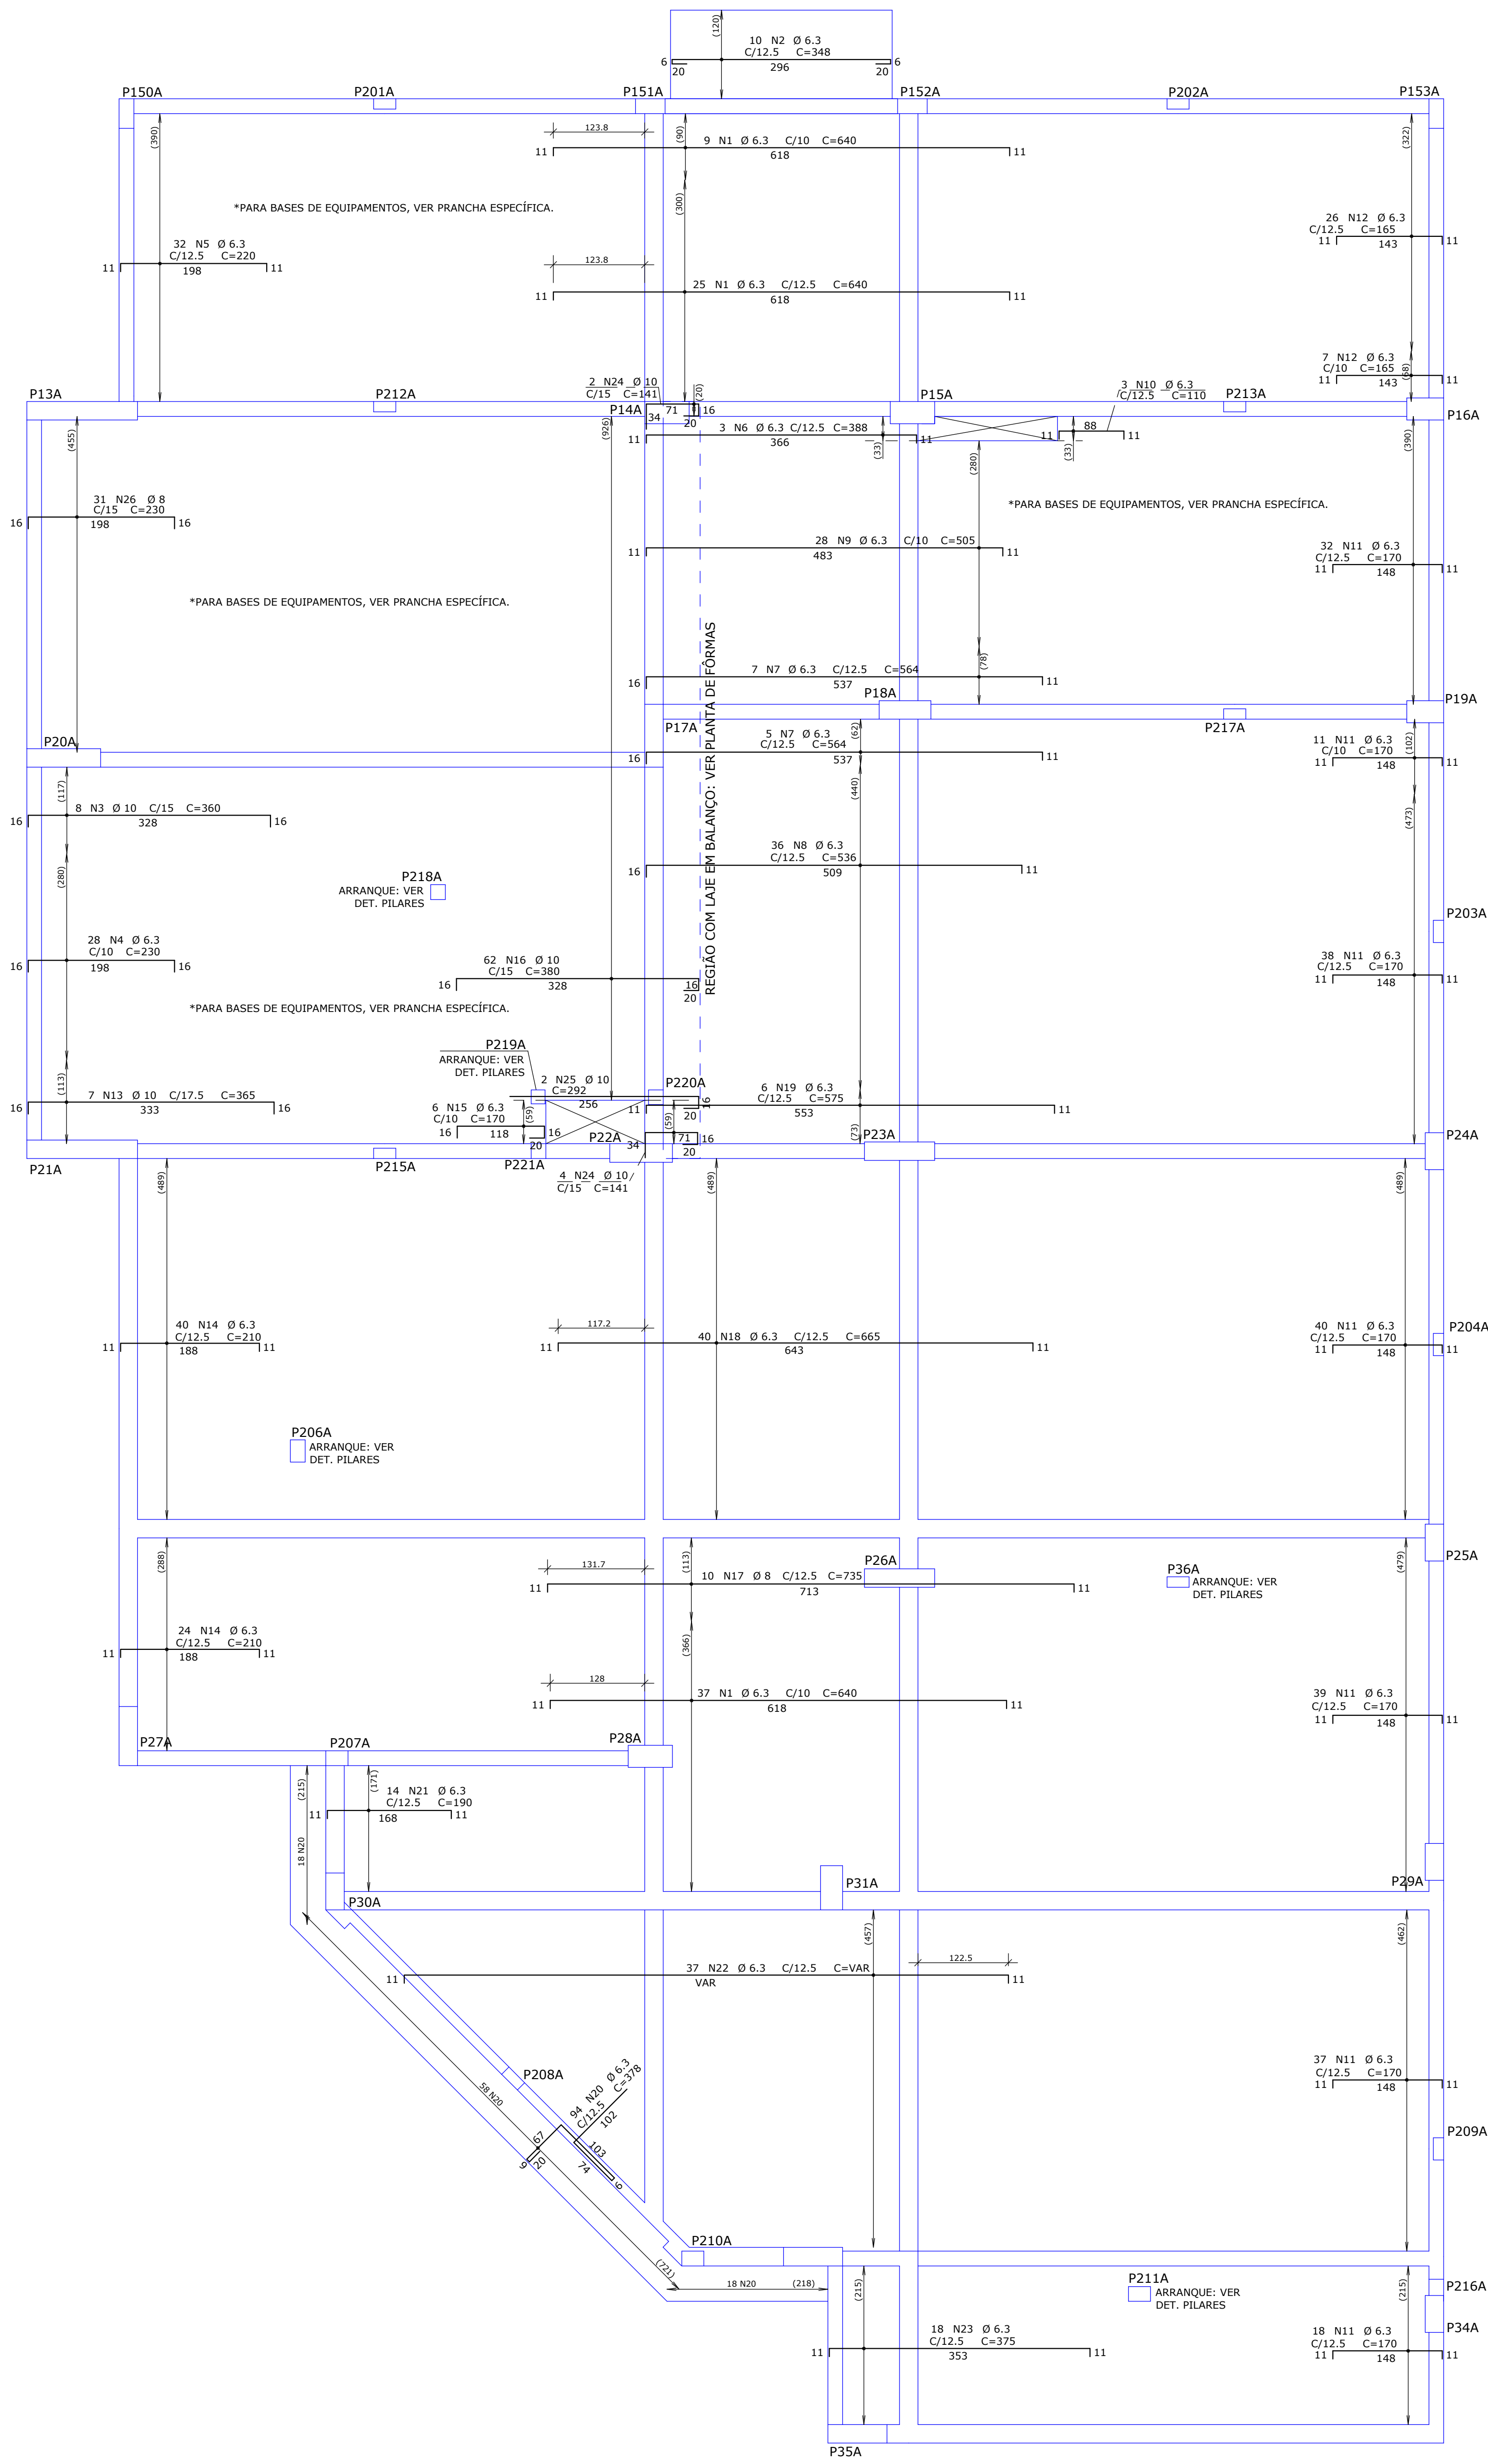 (120)
10 N2 Ø 6.3
C/12.5 C=348
6 296 6
20 20
P150A
P201A
P151A
P152A
P202A
P153A
(390)
123.8
(90)
9 N1 Ø 6.3 C/10 C=640
11 618 11
(322)
(300)
*PARA BASES DE EQUIPAMENTOS, VER PRANCHA ESPECÍFICA.
32 N5 Ø 6.3
C/12.5 C=220
11 198 11
123.8
25 N1 Ø 6.3 C/12.5 C=640
11 618 11
26 N12 Ø 6.3
C/12.5 C=165
11 143 11
7 N12 Ø 6.3
C/10 C=165
11 143 11
(68)
P13A
P212A
2 N24 Ø 10
C/15 C=141
P14A
34 71 16
20
(20)
P15A
3 N10 Ø 6.3
C/12.5 C=110
11 88 11
(33)
P213A
P16A
(455)
(926)
3 N6 Ø 6.3 C/12.5 C=388
11 366 11
(33)
(280)
(390)
31 N26 Ø 8
C/15 C=230
16 198 16
*PARA BASES DE EQUIPAMENTOS, VER PRANCHA ESPECÍFICA.
28 N9 Ø 6.3 C/10 C=505
11 483 11
32 N11 Ø 6.3
C/12.5 C=170
11 148 11
*PARA BASES DE EQUIPAMENTOS, VER PRANCHA ESPECÍFICA.
REGIÃO COM LAJE EM BALANÇO: VER PLANTA DE FÔRMAS
7 N7 Ø 6.3 C/12.5 C=564
16 537 11
(78)
P18A
P19A
P20A
P17A
P217A
(62)
5 N7 Ø 6.3
C/12.5 C=564
16 537 11
11 N11 Ø 6.3
C/10 C=170
11 148 11
(102)
(117)
(440)
(473)
8 N3 Ø 10 C/15 C=360
16 328 16
(280)
36 N8 Ø 6.3
C/12.5 C=536
16 509 11
P218A
ARRANQUE: VER
DET. PILARES
P203A
28 N4 Ø 6.3
C/10 C=230
16 198 16
62 N16 Ø 10
C/15 C=380
16 328 16
20
38 N11 Ø 6.3
C/12.5 C=170
11 148 11
*PARA BASES DE EQUIPAMENTOS, VER PRANCHA ESPECÍFICA.
P219A
ARRANQUE: VER
DET. PILARES
(113)
7 N13 Ø 10 C/17.5 C=365
16 333 16
2 N25 Ø 10
C=292
256 16
20
P220A
6 N19 Ø 6.3
C/12.5 C=575
11 553 11
6 N15 Ø 6.3
C/10 C=170
16 118 16
20
(59)
(59)
(73)
P21A
P215A
P221A
P22A
34 71 16
20
4 N24 Ø 10
C/15 C=141
P23A
P24A
(489)
(489)
(489)
40 N14 Ø 6.3
C/12.5 C=210
11 188 11
117.2
40 N18 Ø 6.3 C/12.5 C=665
11 643 11
40 N11 Ø 6.3
C/12.5 C=170
11 148 11
P204A
P206A
ARRANQUE: VER
DET. PILARES
(288)
131.7
(113)
10 N17 Ø 8 C/12.5 C=735
11 713 11
P26A
P36A
ARRANQUE: VER
DET. PILARES
(479)
P25A
24 N14 Ø 6.3
C/12.5 C=210
11 188 11
(366)
128
37 N1 Ø 6.3 C/10 C=640
11 618 11
39 N11 Ø 6.3
C/12.5 C=170
11 148 11
P27A
P207A
P28A
(215)
18 N20
(171)
14 N21 Ø 6.3
C/12.5 C=190
11 168 11
P30A
P31A
P29A
(457)
(462)
122.5
37 N22 Ø 6.3 C/12.5 C=VAR
11 VAR 11
P208A
58 N20
94 N20 Ø 6.3
C/12.5 C=378
102
67
103
74
9 20
9
37 N11 Ø 6.3
C/12.5 C=170
11 148 11
P209A
P210A
(721)
18 N20 (218)
(215)
P211A
ARRANQUE: VER
DET. PILARES
(215)
P216A
P34A
18 N23 Ø 6.3
C/12.5 C=375
11 353 11
18 N11 Ø 6.3
C/12.5 C=170
11 148 11
P35A